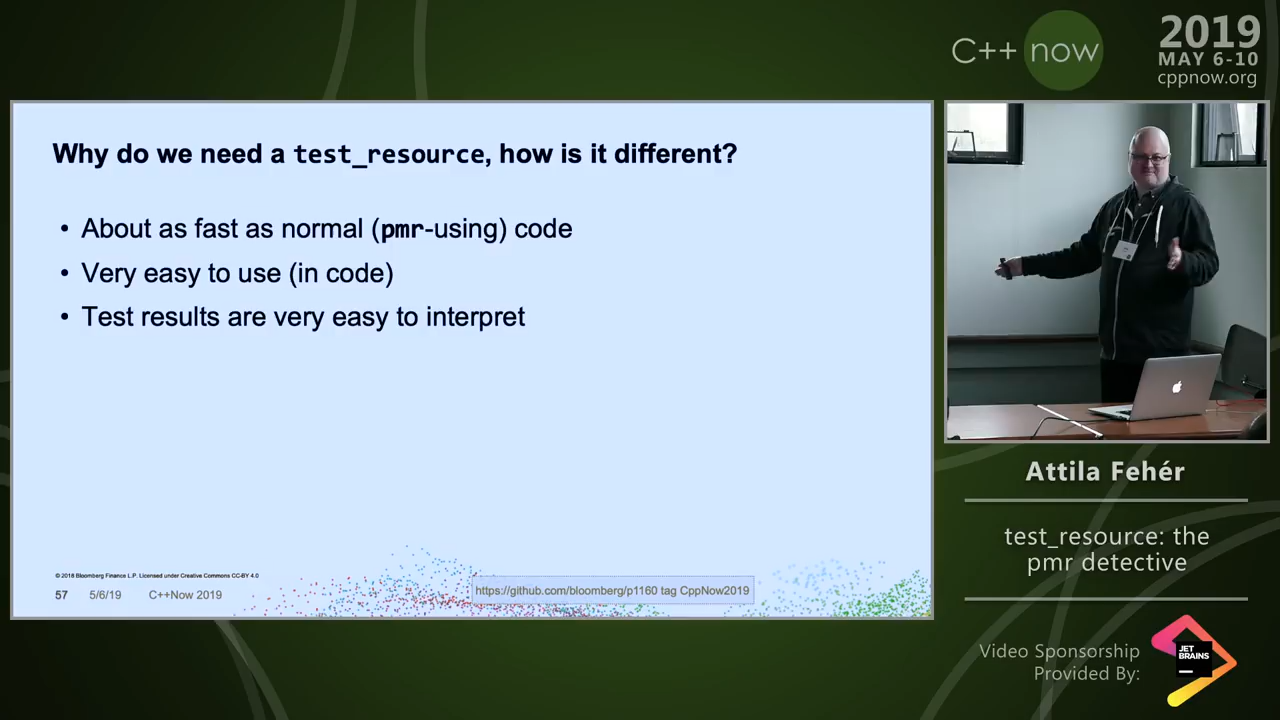 C++ now
2019
MAY 6-10
cppnow.org
Why do we need a test_resource, how is it different?
• About as fast as normal (pmr-using) code
• Very easy to use (in code)
• Test results are very easy to interpret
© 2018 Bloomberg Finance L.P. Licensed under Creative Commons CC-BY 4.0
57 5/6/19 C++Now 2019
https://github.com/bloomberg/p1160 tag CppNow2019
Attila Fehér
test_resource: the
pmr detective
Video Sponsorship
Provided By:
JET
BRAINS